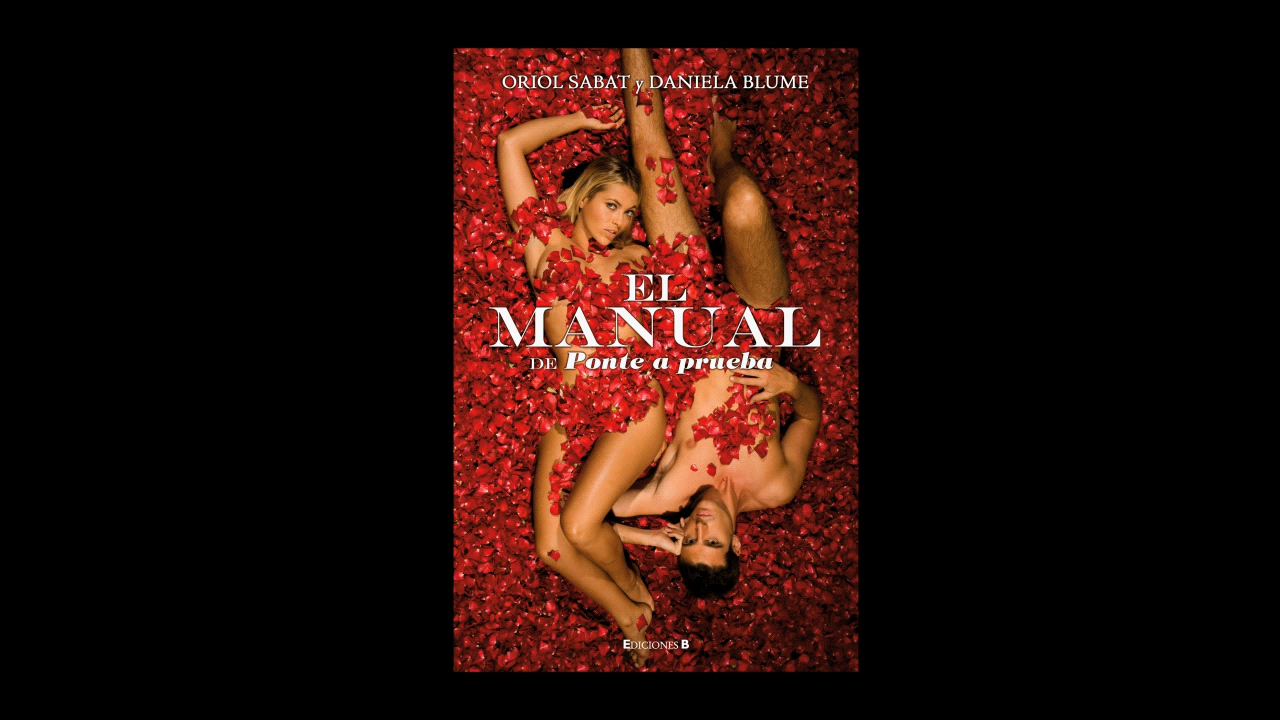 ORIOL SABAT y DANIELA BLUME
EL
MANUAL
DE Ponte a prueba
EDICIONES B